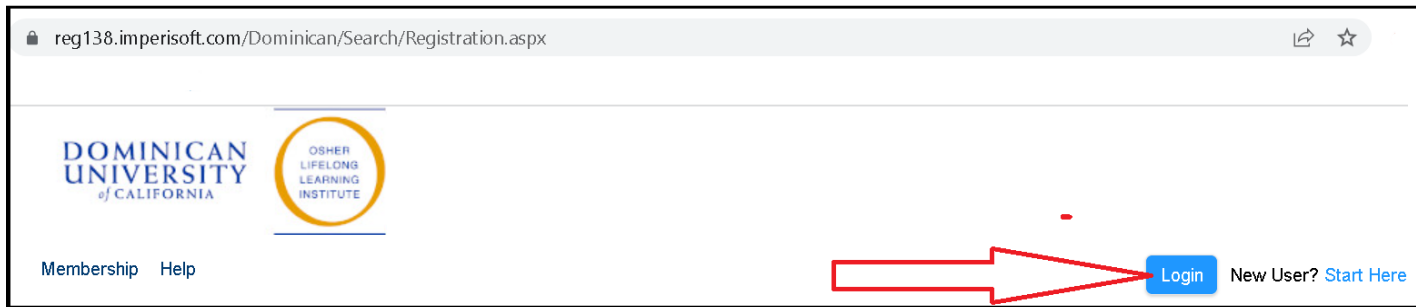 reg138.imperisoft.com/Dominican/Search/Registration.aspx
DOMINICAN
UNIVERSITY
of CALIFORNIA
OSHER
LIFELONG
LEARNING
INSTITUTE
Membership Help
Login New User? Start Here